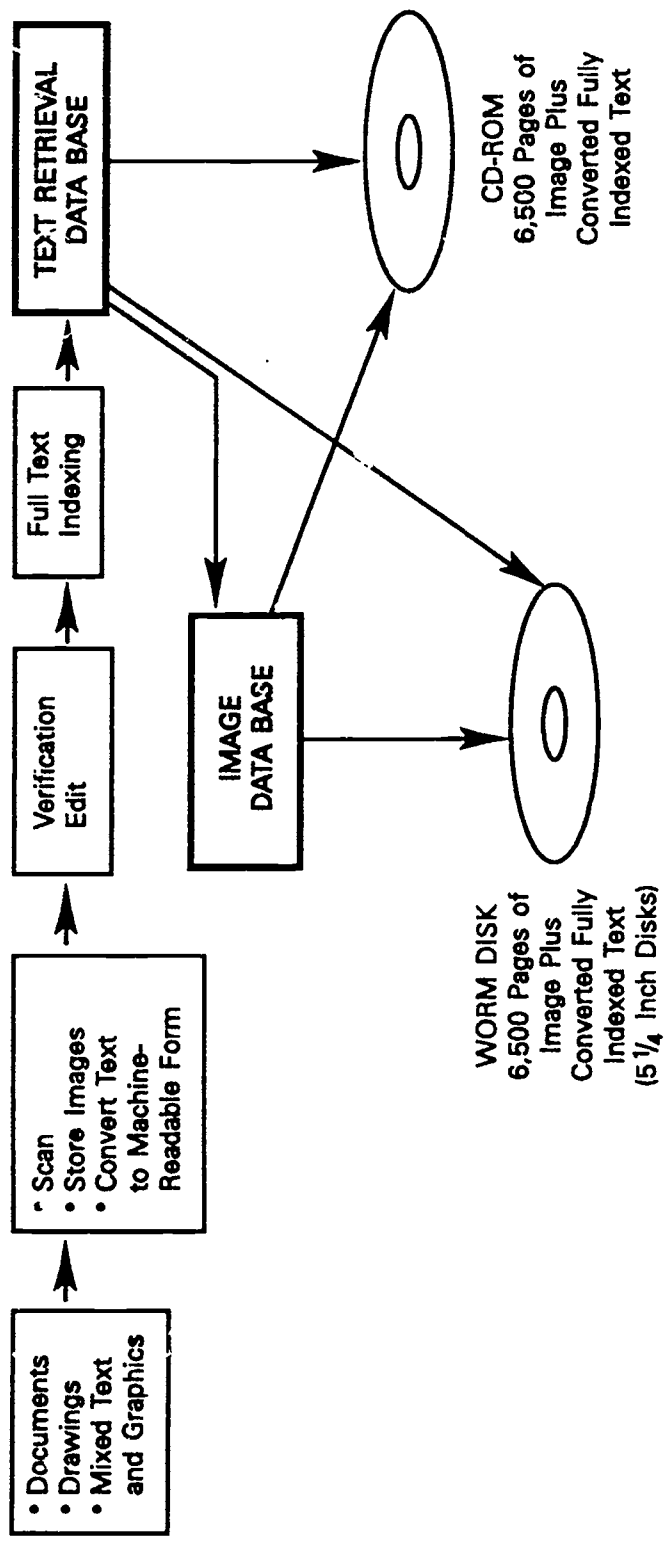 • Documents
• Drawings
• Mixed Text
and Graphics
• Scan
• Store Images
• Convert Text
to Machine-
Readable Form
Verification
Edit
Full Text
Indexing
TEXT RETRIEVAL
DATA BASE
IMAGE
DATA BASE
WORM DISK
6,500 Pages of
Image Plus
Converted Fully
Indexed Text
(5 1/4 Inch Disks)
CD-ROM
6,500 Pages of
Image Plus
Converted Fully
Indexed Text